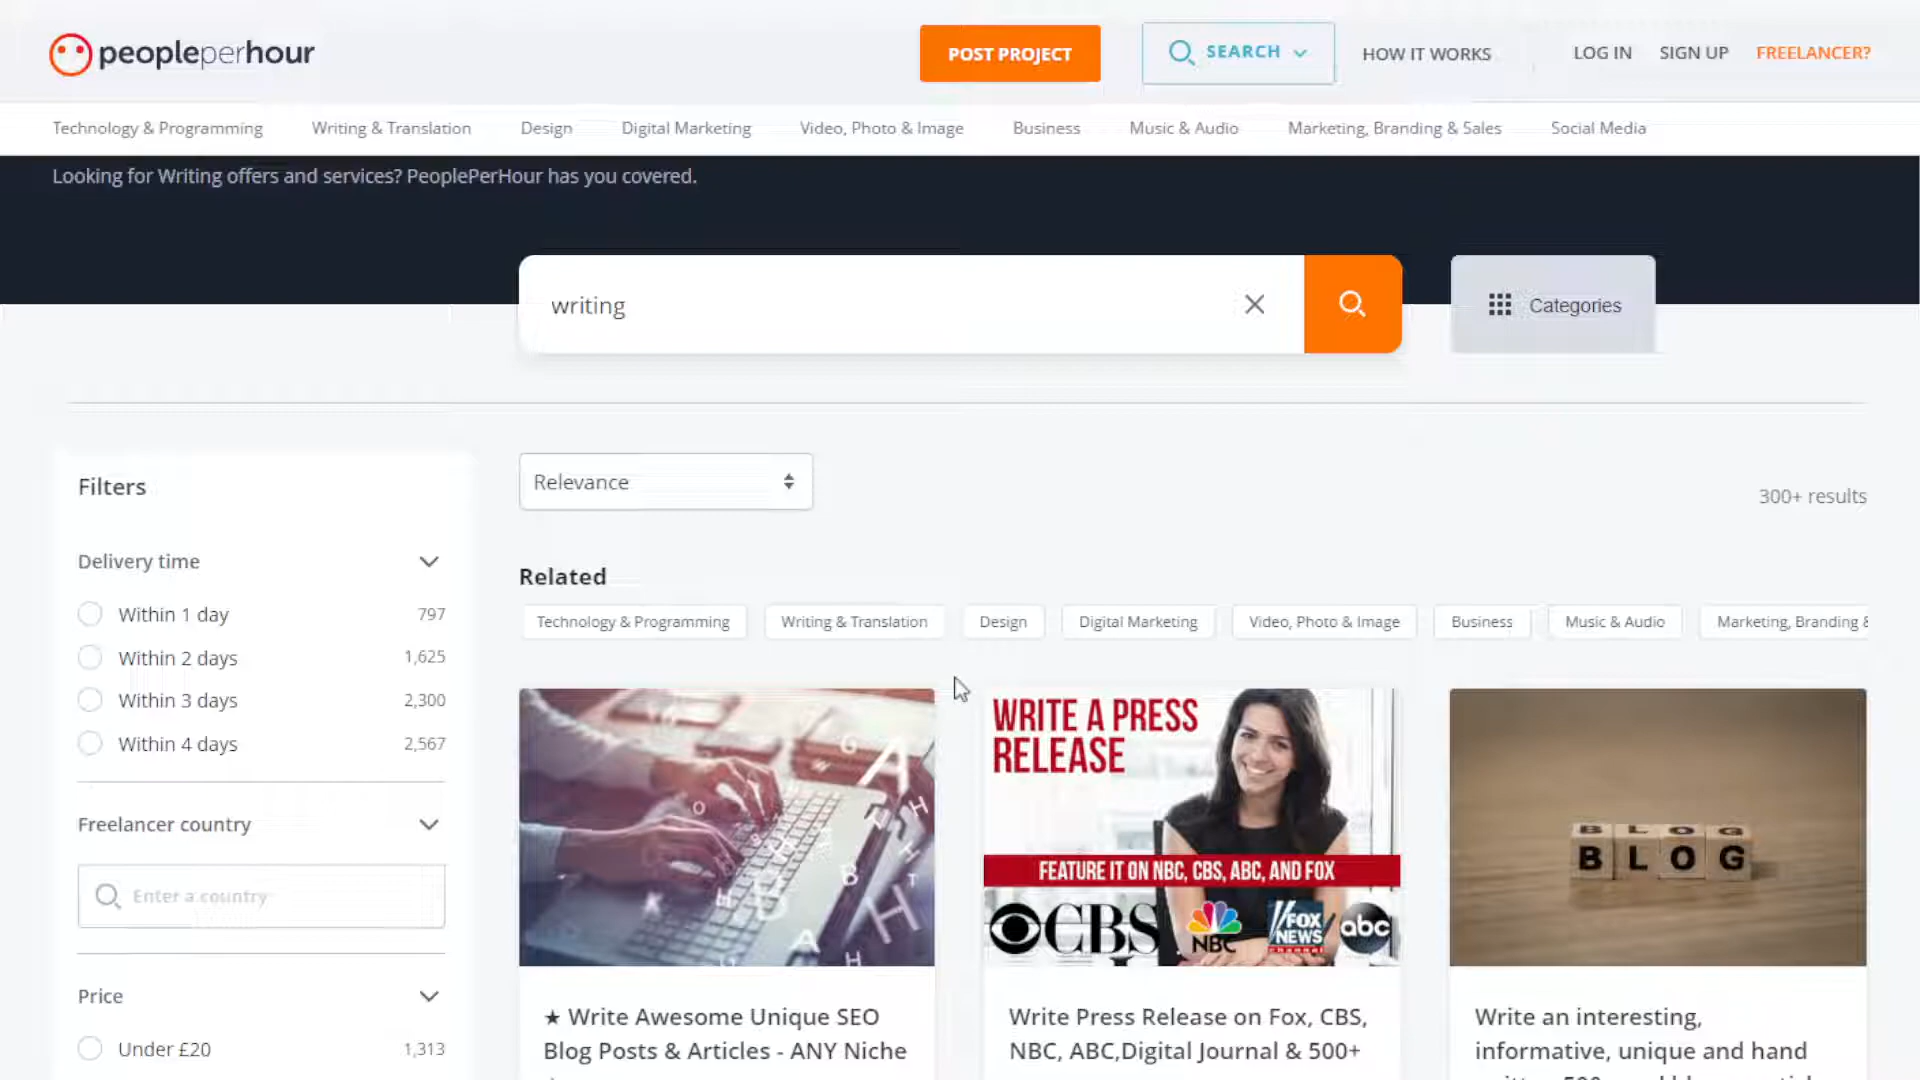 peopleperhour
POST PROJECT
SEARCH
HOW IT WORKS
LOG IN
SIGN UP
FREELANCER?
Technology & Programming
Writing & Translation
Design
Digital Marketing
Video, Photo & Image
Business
Music & Audio
Marketing, Branding & Sales
Social Media
Looking for Writing offers and services? PeoplePerHour has you covered.
writing
Categories
Filters
Relevance
300+ results
Delivery time
Within 1 day 797
Within 2 days 1,625
Within 3 days 2,300
Within 4 days 2,567
Freelancer country
Enter a country
Price
Under £20 1,313
Related
Technology & Programming
Writing & Translation
Design
Digital Marketing
Video, Photo & Image
Business
Music & Audio
Marketing, Branding &
WRITE A PRESS
RELEASE
FEATURE IT ON NBC, CBS, ABC, AND FOX
CBS
NBC
FOX
NEWS
channel
abc
BLOG
★ Write Awesome Unique SEO
Blog Posts & Articles - ANY Niche
Write Press Release on Fox, CBS,
NBC, ABC,Digital Journal & 500+
Write an interesting,
informative, unique and hand